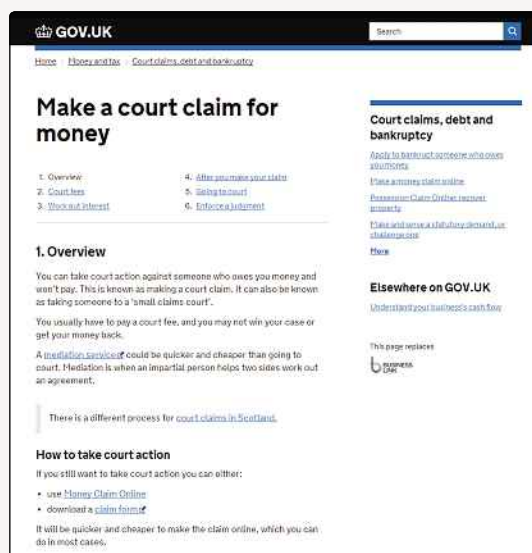 GOV.UK
Search
Home
Money and tax
Court claims, debt and bankruptcy
Make a court claim for
money
1. Overview
2. Court fees
3. Work out interest
4. After you make your claim
5. Going to court
6. Enforce a judgment
1. Overview
You can take court action against someone who owes you money and
won't pay. This is known as making a court claim. It can also be known
as taking someone to a 'small claims court'.
You usually have to pay a court fee, and you may not win your case or
get your money back.
A mediation service could be quicker and cheaper than going to
court. Mediation is when an impartial person helps two sides work out
an agreement.
There is a different process for court claims in Scotland.
How to take court action
If you still want to take court action you can either:
• use Money Claim Online
• download a claim form
It will be quicker and cheaper to make the claim online, which you can
do in most cases.
Court claims, debt and
bankruptcy
Apply to bankrupt someone who owes
you money
Make a money claim online
Possession Claim Online: recover
property
Make and serve a statutory demand, or
challenge one
More
Elsewhere on GOV.UK
Understand your business's cash flow
This page replaces
BUSINESS
LINK